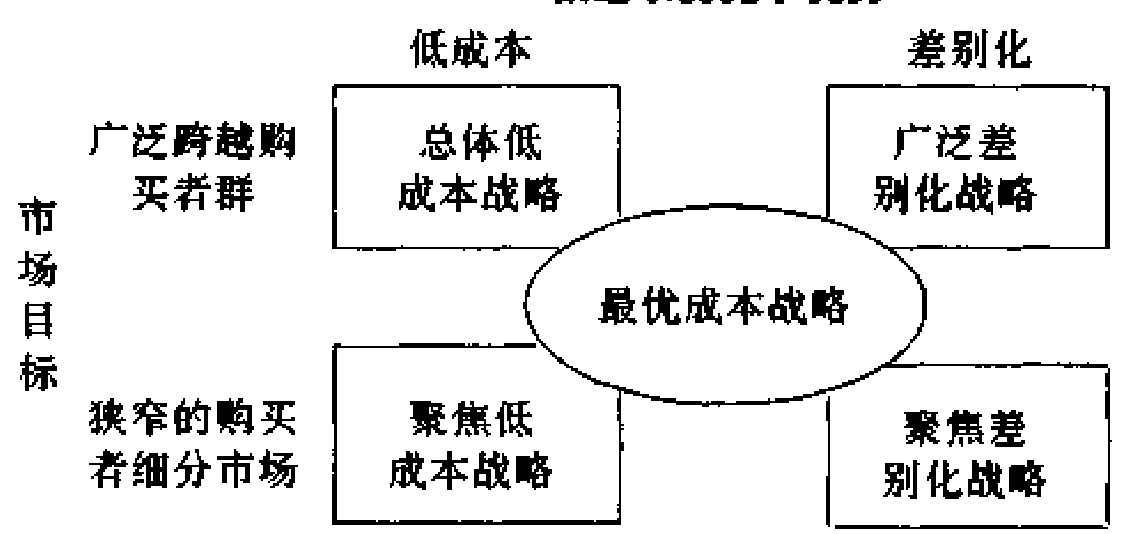 低成本
差别化
广泛跨越购
买者群
总体低
成本战略
广泛差
别化战略
市场目标
最优成本战略
狭窄的购买
者细分市场
聚焦低
成本战略
聚焦差
别化战略